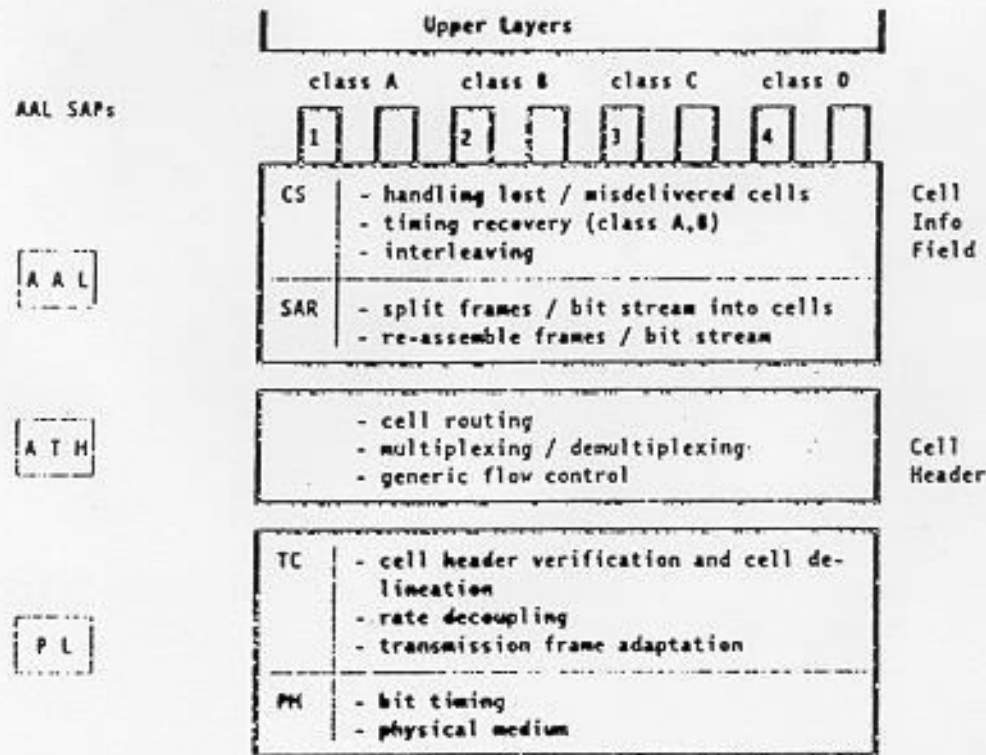 Upper Layers
class A class B class C class D
AAL SAPs
1 2 3 4
CS - handling lost / misdelivered cells
- timing recovery (class A,B)
- interleaving
Cell
Info
Field
A A L
SAR - split frames / bit stream into cells
- re-assemble frames / bit stream
A T M
- cell routing
- multiplexing / demultiplexing
- generic flow control
Cell
Header
P L
TC - cell header verification and cell de-
lineation
- rate decoupling
- transmission frame adaptation
PM - bit timing
- physical medium